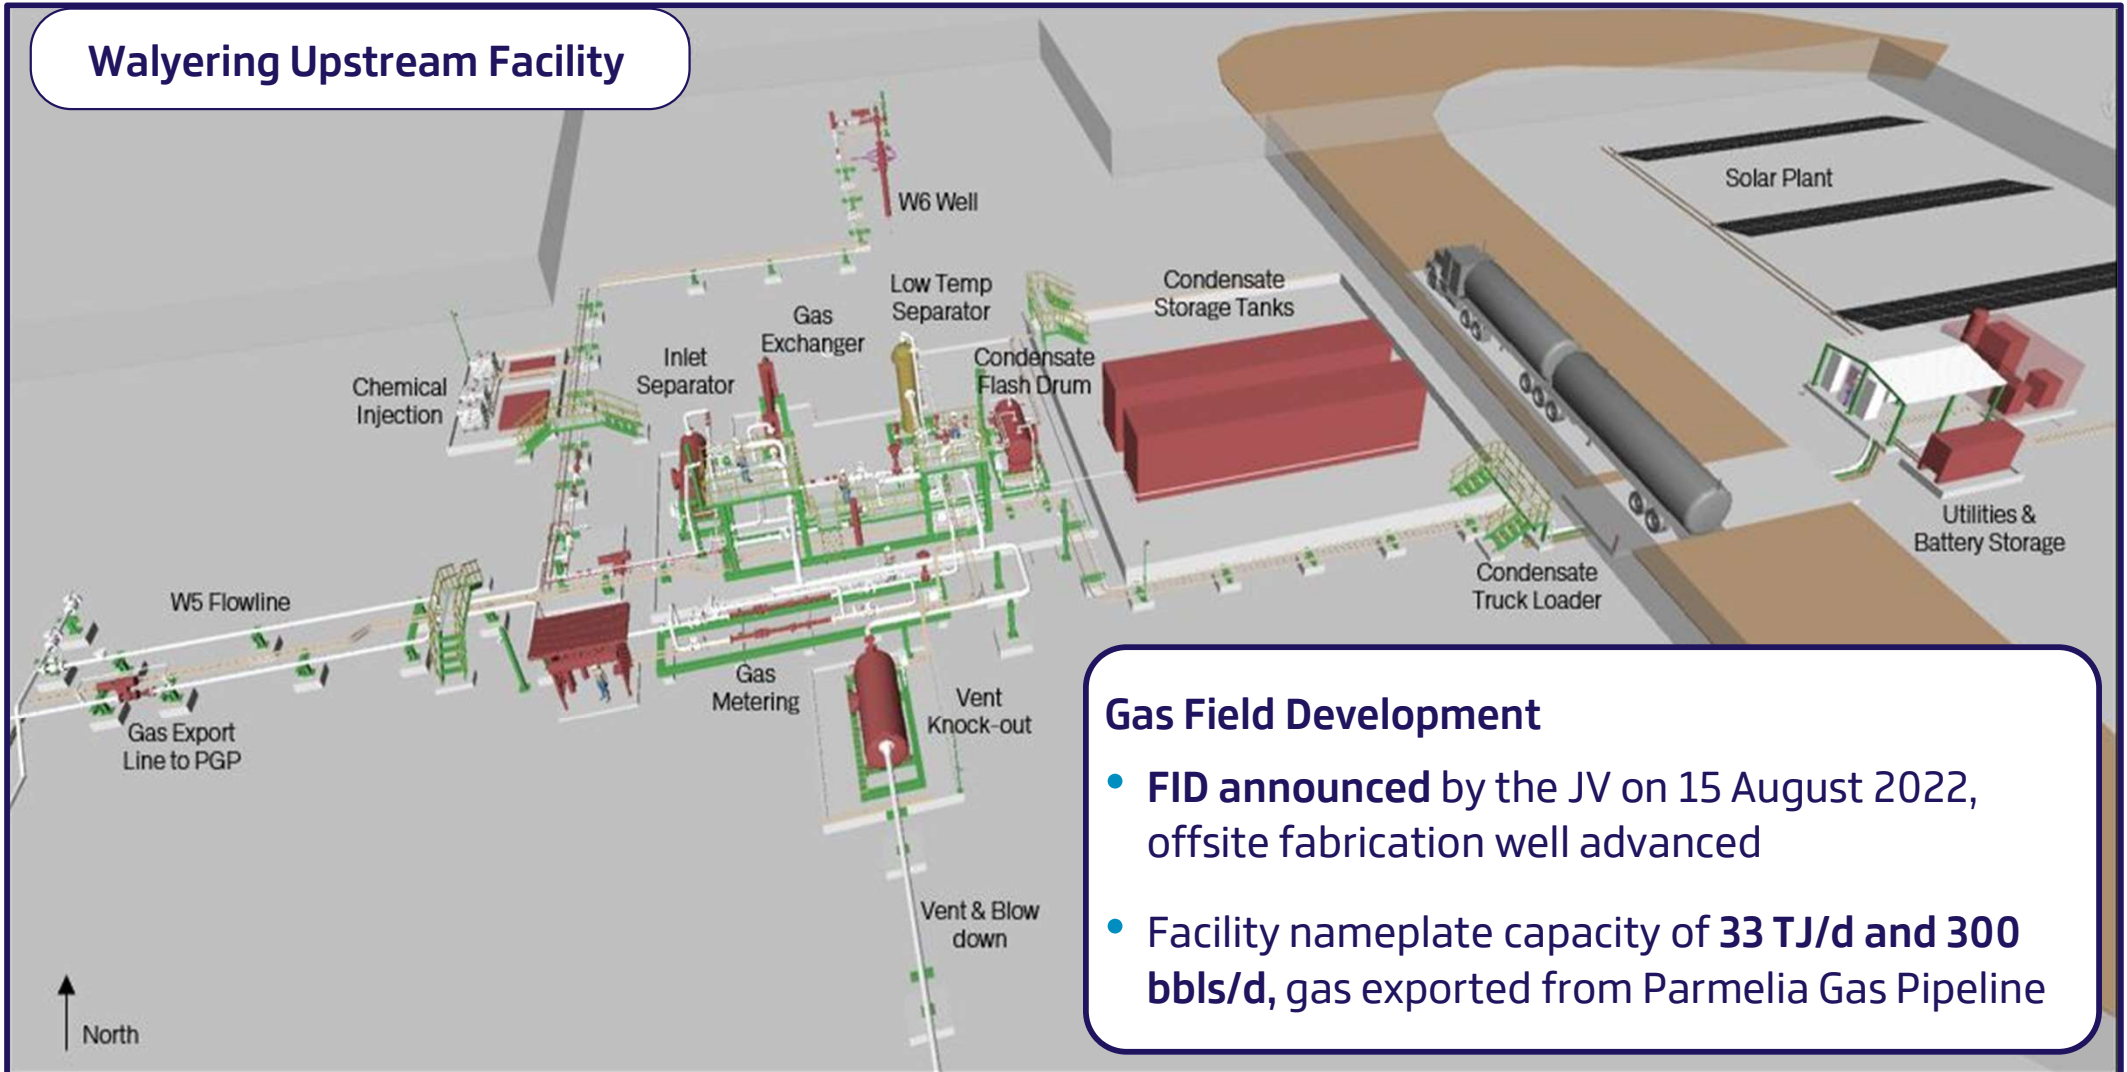 Walyering Upstream Facility
Solar Plant
W6 Well
Low Temp
Separator
Condensate
Storage Tanks
Gas
Exchanger
Inlet
Separator
Condensate
Flash Drum
Chemical
Injection
Utilities &
Battery Storage
Condensate
Truck Loader
W5 Flowline
Gas
Metering
Vent
Knock-out
Gas Export
Line to PGP
Vent & Blow
down
North
Gas Field Development
• FID announced by the JV on 15 August 2022,
offsite fabrication well advanced
• Facility nameplate capacity of 33 TJ/d and 300
bbls/d, gas exported from Parmelia Gas Pipeline